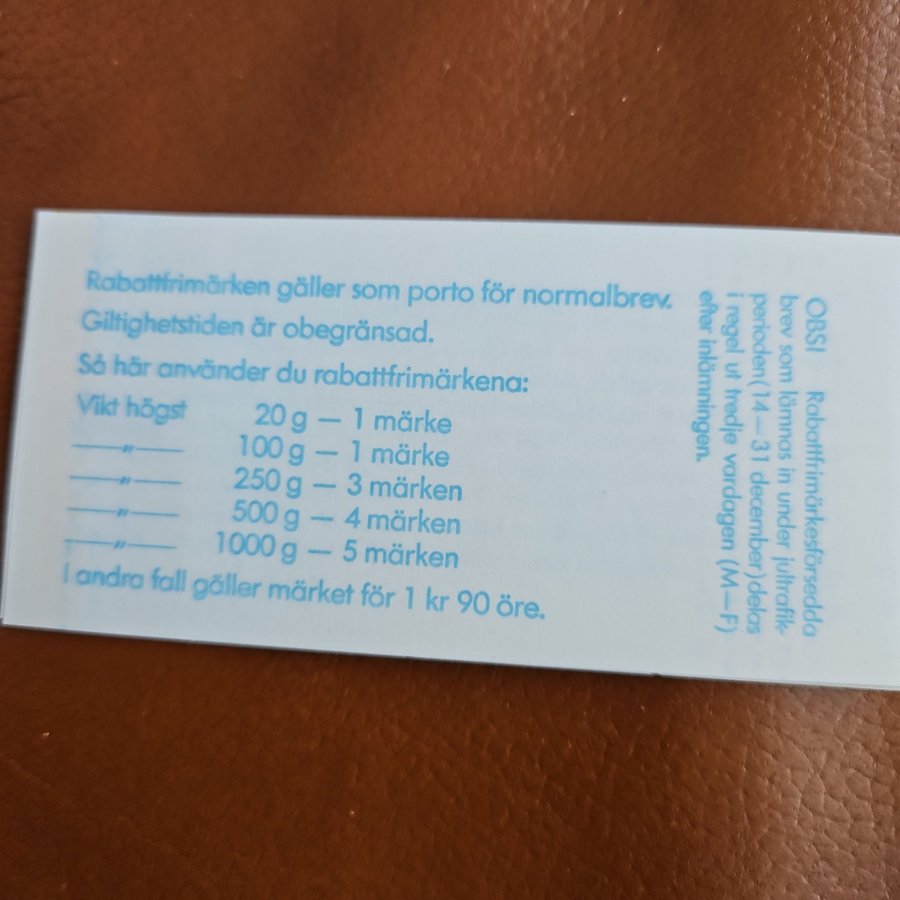 Rabattfrimärken gäller som porto för normalbrev.
Giltighetstiden är obegränsad.
Så här använder du rabattfrimärkena:
Vikt högst 20 g — 1 märke
—〃— 100 g — 1 märke
—〃— 250 g — 3 märken
—〃— 500 g — 4 märken
—〃— 1000 g — 5 märken
I andra fall gäller märket för 1 kr 90 öre.
OBS! Rabattfrimärkesförsedda
brev som lämnas in under jultrafik-
perioden (14—31 december) delas
i regel ut tredje vardagen (M—F)
efter inlämningen.